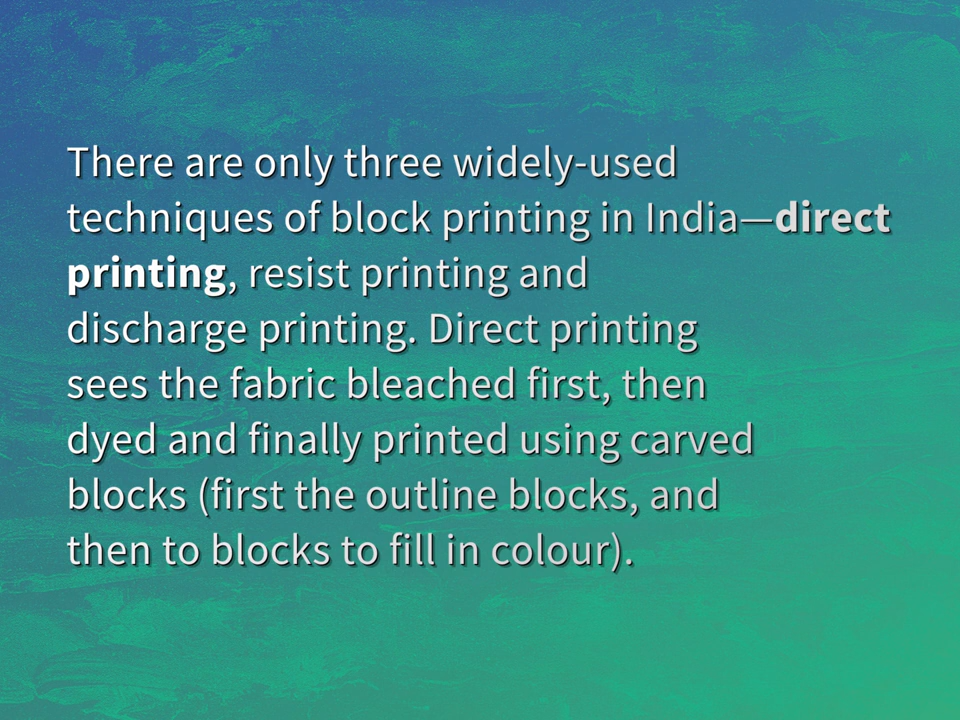 There are only three widely-used
techniques of block printing in India—direct
printing, resist printing and
discharge printing. Direct printing
sees the fabric bleached first, then
dyed and finally printed using carved
blocks (first the outline blocks, and
then to blocks to fill in colour).